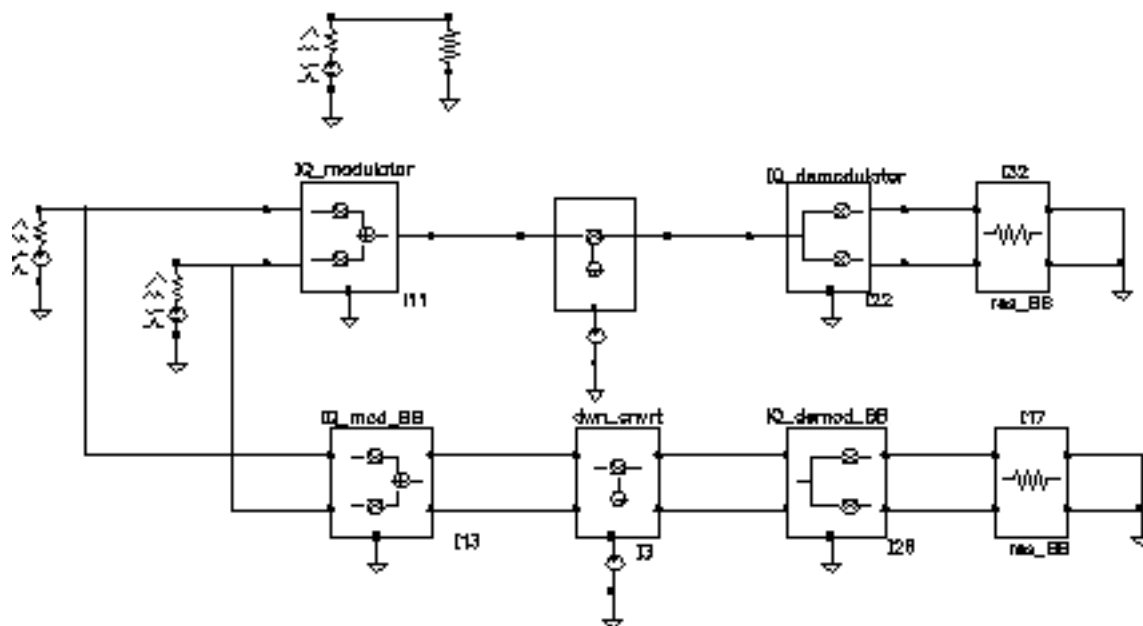 IQ_modulator
IQ_demodulator
I32
I11
I22
res_BB
IQ_mod_BB
dwn_cnvrt
IQ_demod_BB
I17
I13
I3
I28
res_BB